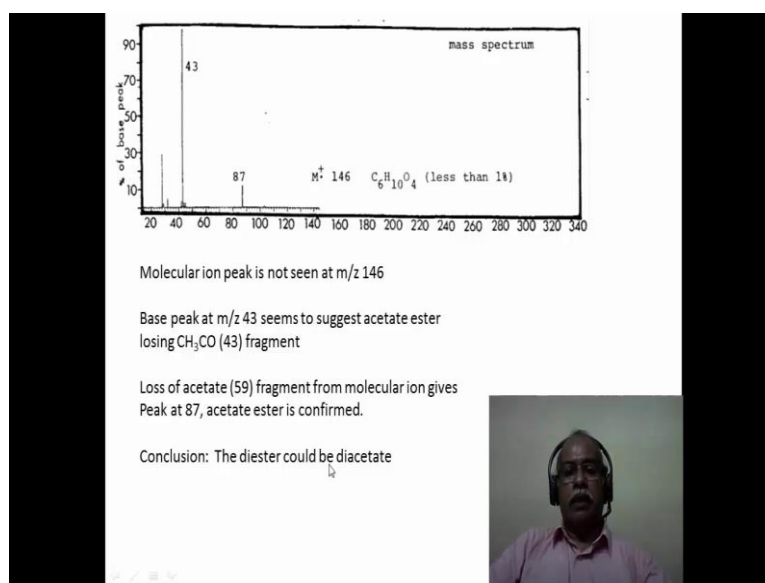 mass spectrum
90
70
50
30
10
% of base peak
43
87
M+· 146 C6H10O4 (less than 1%)
20 40 60 80 100 120 140 160 180 200 220 240 260 280 300 320 340
Molecular ion peak is not seen at m/z 146
Base peak at m/z 43 seems to suggest acetate ester
losing CH3CO (43) fragment
Loss of acetate (59) fragment from molecular ion gives
Peak at 87, acetate ester is confirmed.
Conclusion: The diester could be diacetate